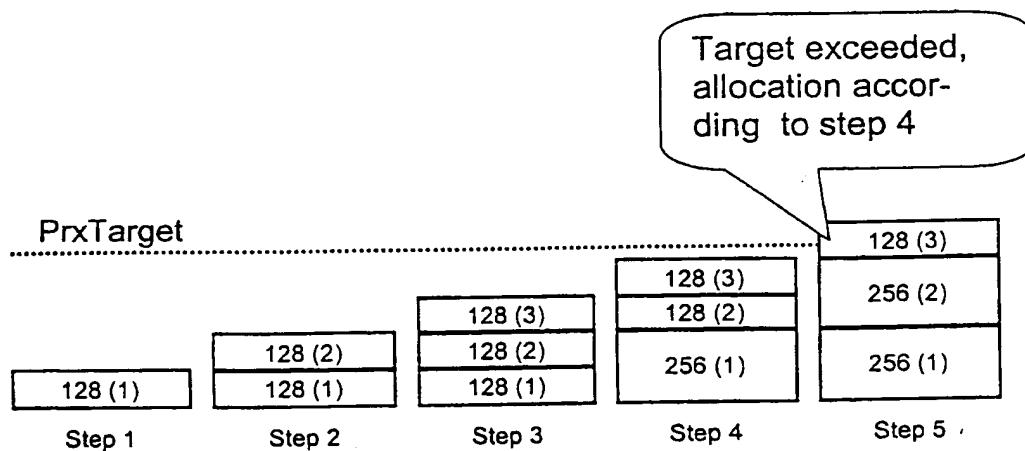 Target exceeded,
allocation accor-
ding to step 4
PrxTarget
128 (3)
128 (3)
256 (2)
128 (3)
128 (2)
128 (2)
128 (2)
256 (1)
256 (1)
128 (1)
128 (1)
128 (1)
Step 1
Step 2
Step 3
Step 4
Step 5